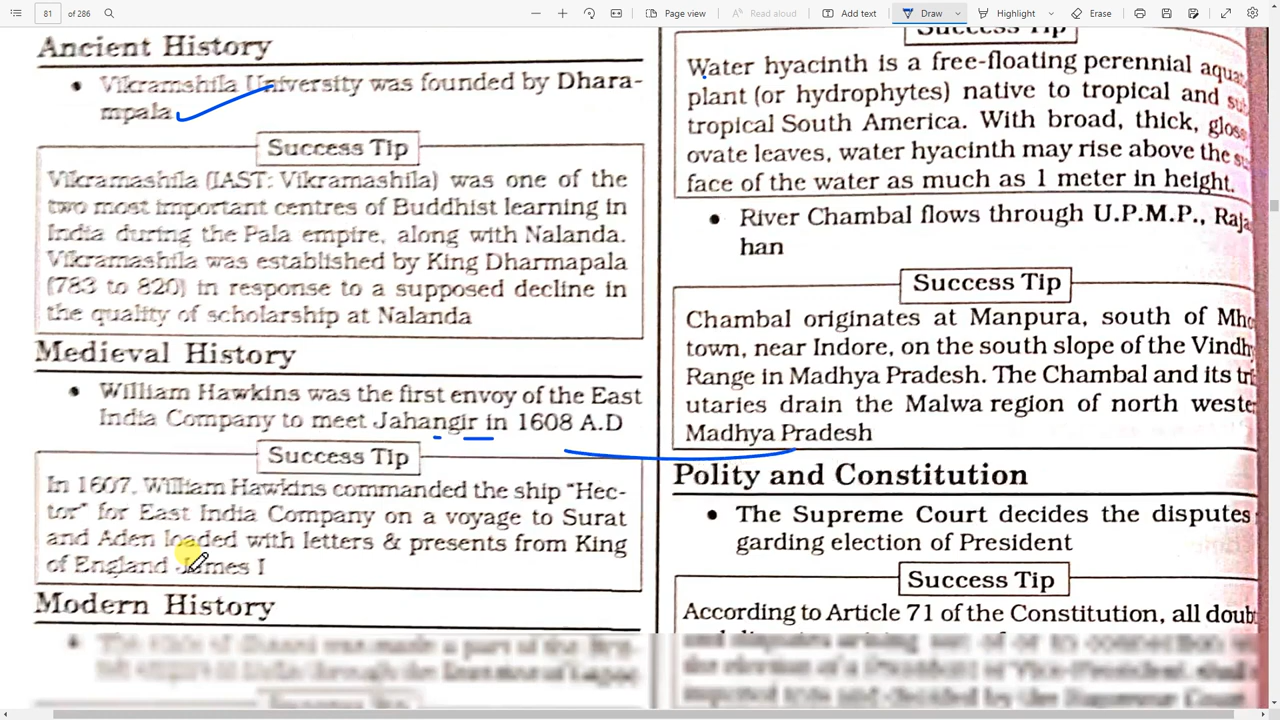 81
of 286
Page view
Read aloud
Add text
Draw
Highlight
Erase
Ancient History
• Vikramshila University was founded by Dhara-
mpala
Success Tip
Vikramashila (IAST: Vikramashila) was one of the
two most important centres of Buddhist learning in
India during the Pala empire, along with Nalanda.
Vikramashila was established by King Dharmapala
(783 to 820) in response to a supposed decline in
the quality of scholarship at Nalanda
Medieval History
• William Hawkins was the first envoy of the East
India Company to meet Jahangir in 1608 A.D
Success Tip
In 1607, William Hawkins commanded the ship "Hec-
tor" for East India Company on a voyage to Surat
and Aden loaded with letters & presents from King
of England James I
Modern History
Success Tip
Water hyacinth is a free-floating perennial aquat
plant (or hydrophytes) native to tropical and sub
tropical South America. With broad, thick, gloss
ovate leaves, water hyacinth may rise above the su
face of the water as much as 1 meter in height.
• River Chambal flows through U.P.M.P., Raja
han
Success Tip
Chambal originates at Manpura, south of Mho
town, near Indore, on the south slope of the Vindh
Range in Madhya Pradesh. The Chambal and its tri
utaries drain the Malwa region of north weste
Madhya Pradesh
Polity and Constitution
• The Supreme Court decides the disputes
garding election of President
Success Tip
According to Article 71 of the Constitution, all doubt